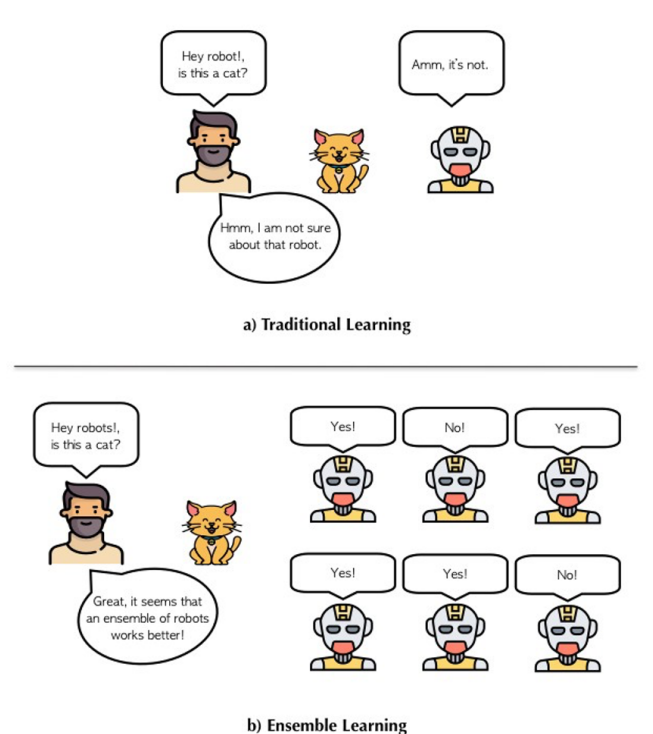 Hey robot!,
is this a cat?
Amm, it's not.
Hmm, I am not sure
about that robot.
a) Traditional Learning
Hey robots!,
is this a cat?
Yes!
No!
Yes!
Yes!
Yes!
No!
Great, it seems that
an ensemble of robots
works better!
b) Ensemble Learning